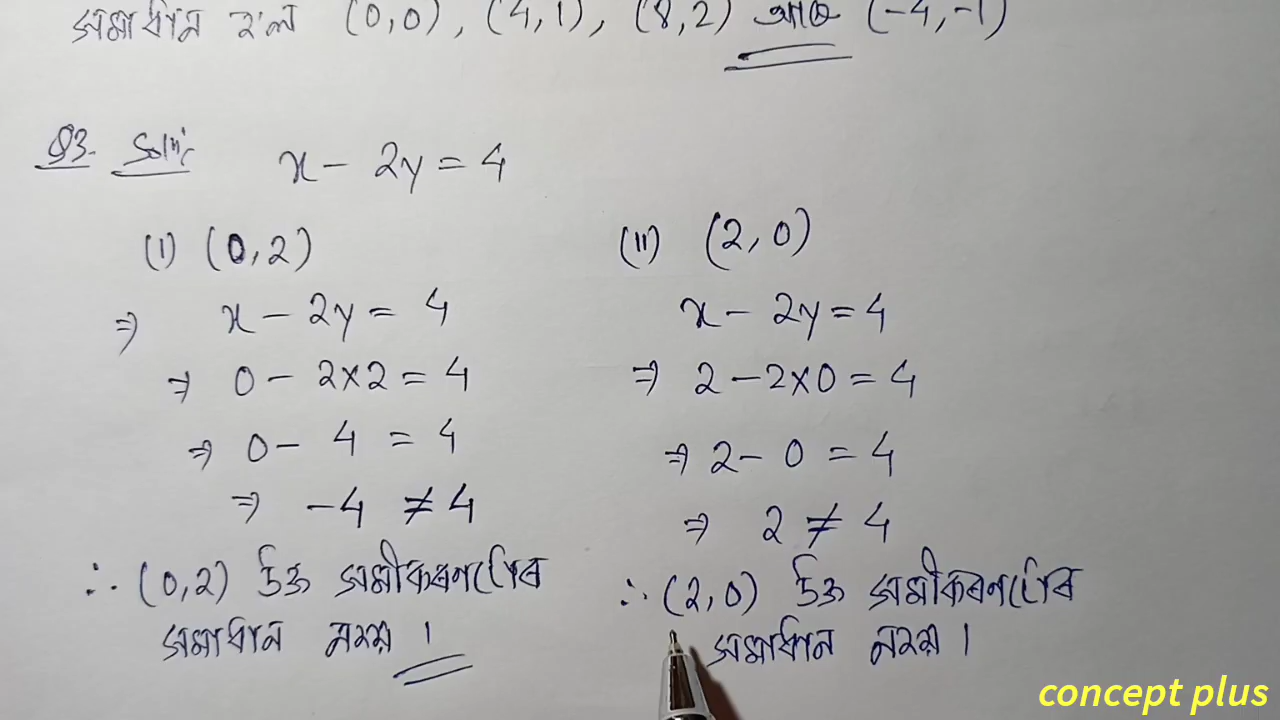 সমাধান হ'ল (0,0), (4,1), (8,2) আৰু (-4,-1)
Q3. Solⁿ: x - 2y = 4
(i) (0,2)
⇒ x - 2y = 4
⇒ 0 - 2×2 = 4
⇒ 0 - 4 = 4
⇒ -4 ≠ 4
∴ (0,2) উক্ত সমীকৰণটোৰ
সমাধান নহয় ।
(ii) (2,0)
x - 2y = 4
⇒ 2 - 2×0 = 4
⇒ 2 - 0 = 4
⇒ 2 ≠ 4
∴ (2,0) উক্ত সমীকৰণটোৰ
সমাধান নহয় ।
concept plus